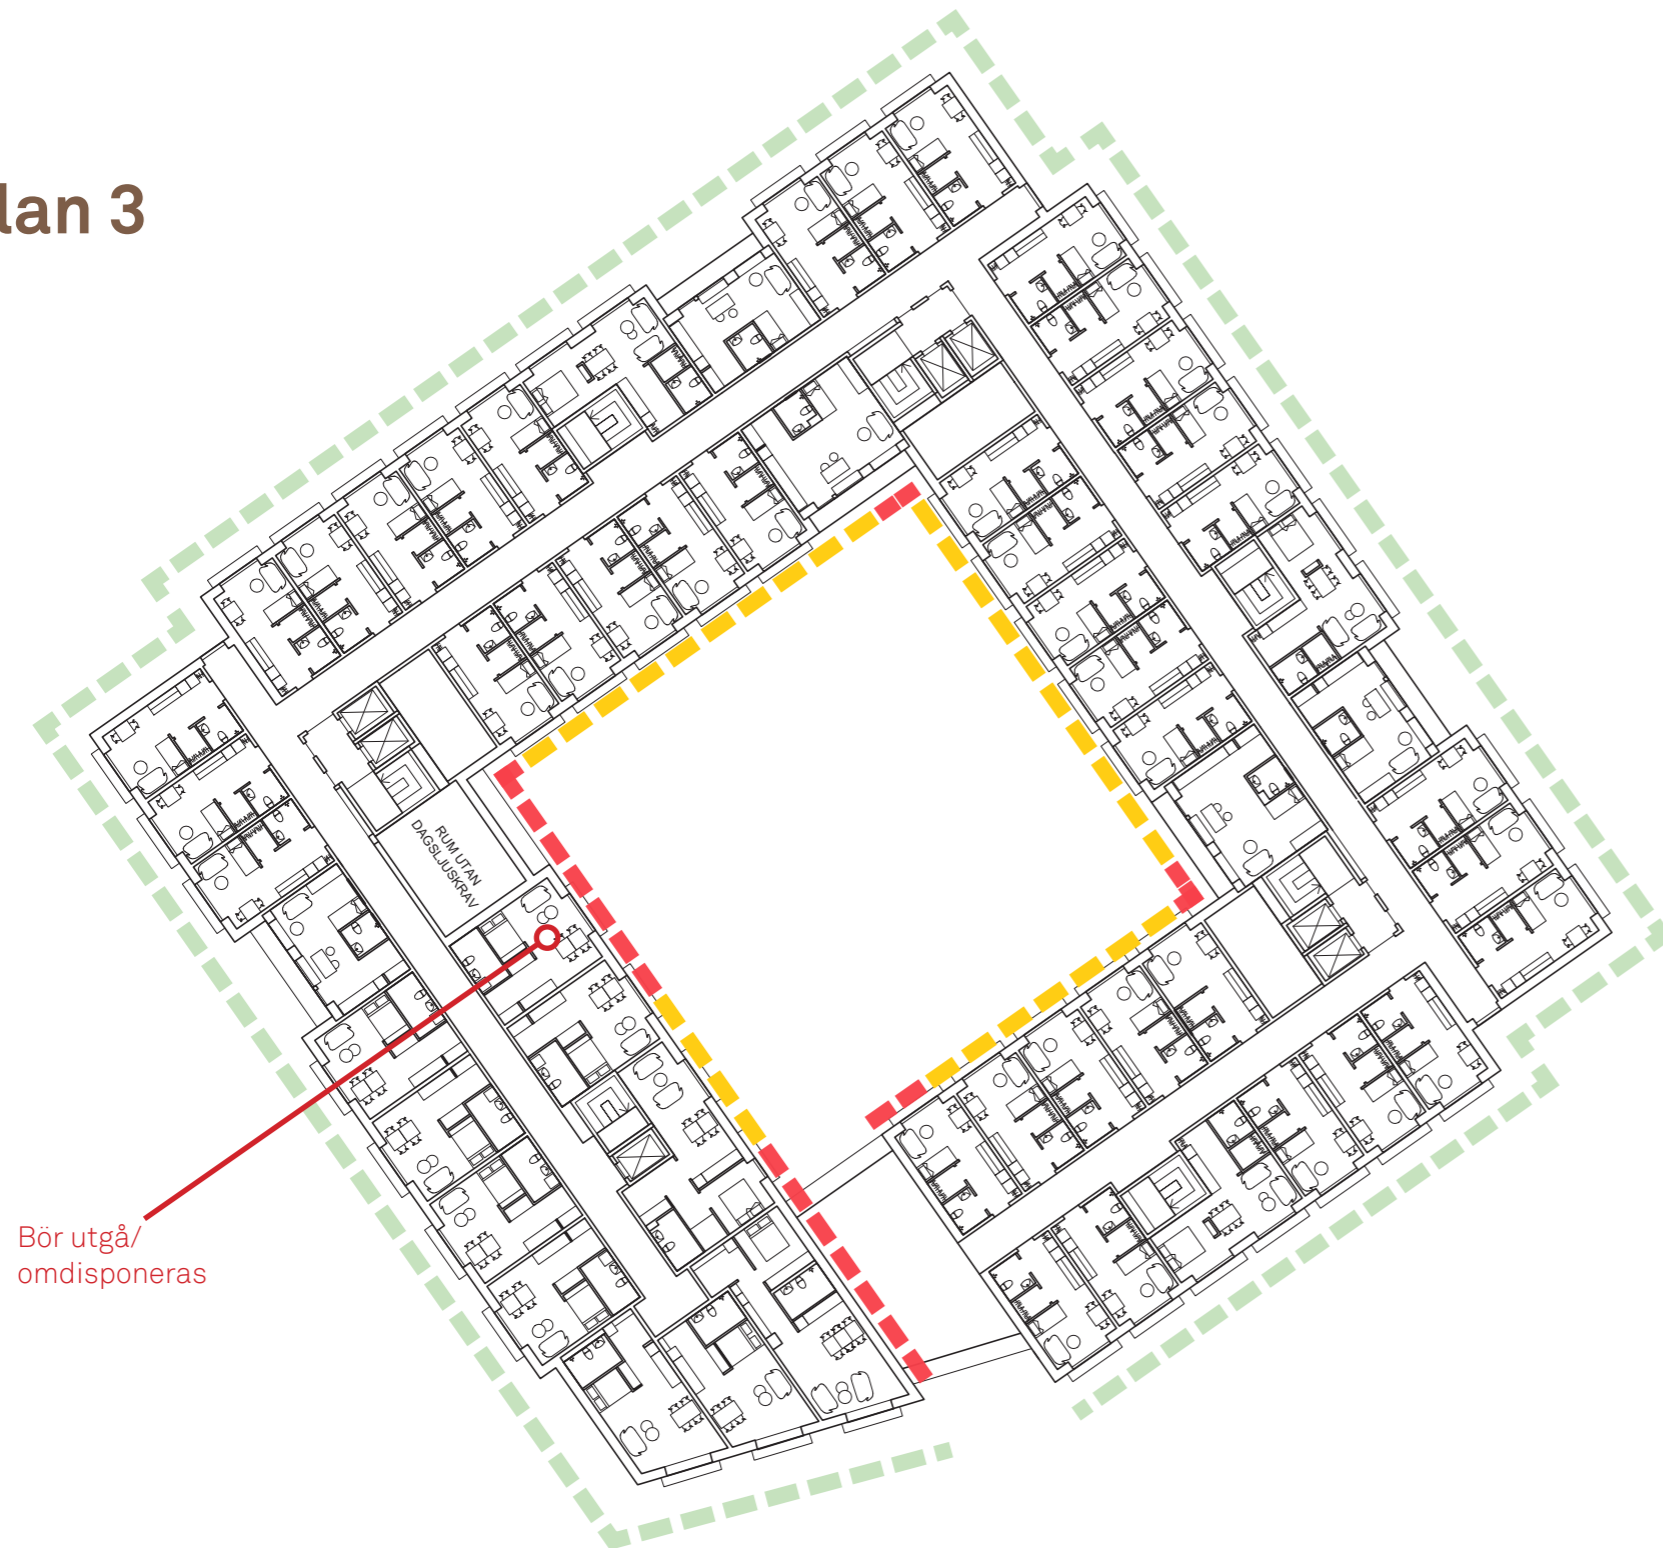 lan 3
RUM UTAN
DAGSLJUSKRAV
Bör utgå/
omdisponeras